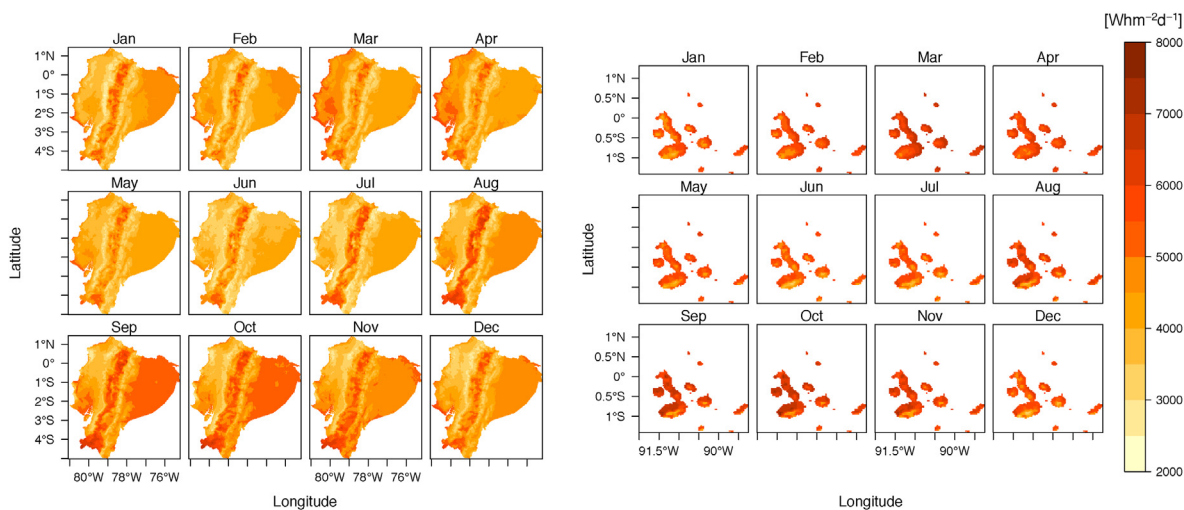 [Whm⁻²d⁻¹]
Jan Feb Mar Apr
1°N
0°
1°S
2°S
3°S
4°S
May Jun Jul Aug
Sep Oct Nov Dec
1°N
0°
1°S
2°S
3°S
4°S
80°W 78°W 76°W 80°W 78°W 76°W
Latitude
Longitude
Jan Feb Mar Apr
1°N
0.5°N
0°
0.5°S
1°S
May Jun Jul Aug
Sep Oct Nov Dec
1°N
0.5°N
0°
0.5°S
1°S
91.5°W 90°W 91.5°W 90°W
Latitude
Longitude
8000
7000
6000
5000
4000
3000
2000